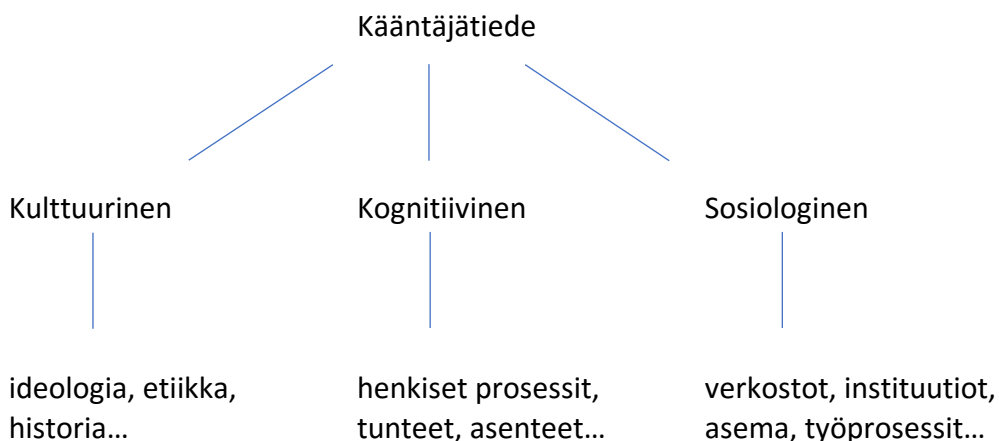 Kääntäjätiede
Kulttuurinen
Kognitiivinen
Sosiologinen
ideologia, etiikka,
historia…
henkiset prosessit,
tunteet, asenteet…
verkostot, instituutiot,
asema, työprosessit…